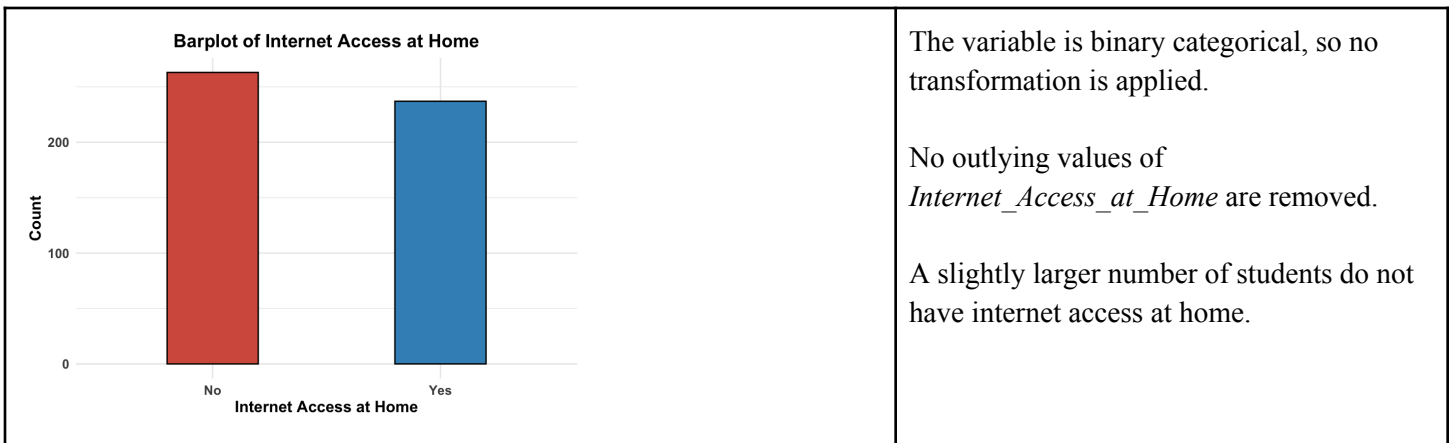 Barplot of Internet Access at Home
Count
200
100
0
No
Yes
Internet Access at Home
The variable is binary categorical, so no
transformation is applied.
No outlying values of
Internet_Access_at_Home are removed.
A slightly larger number of students do not
have internet access at home.